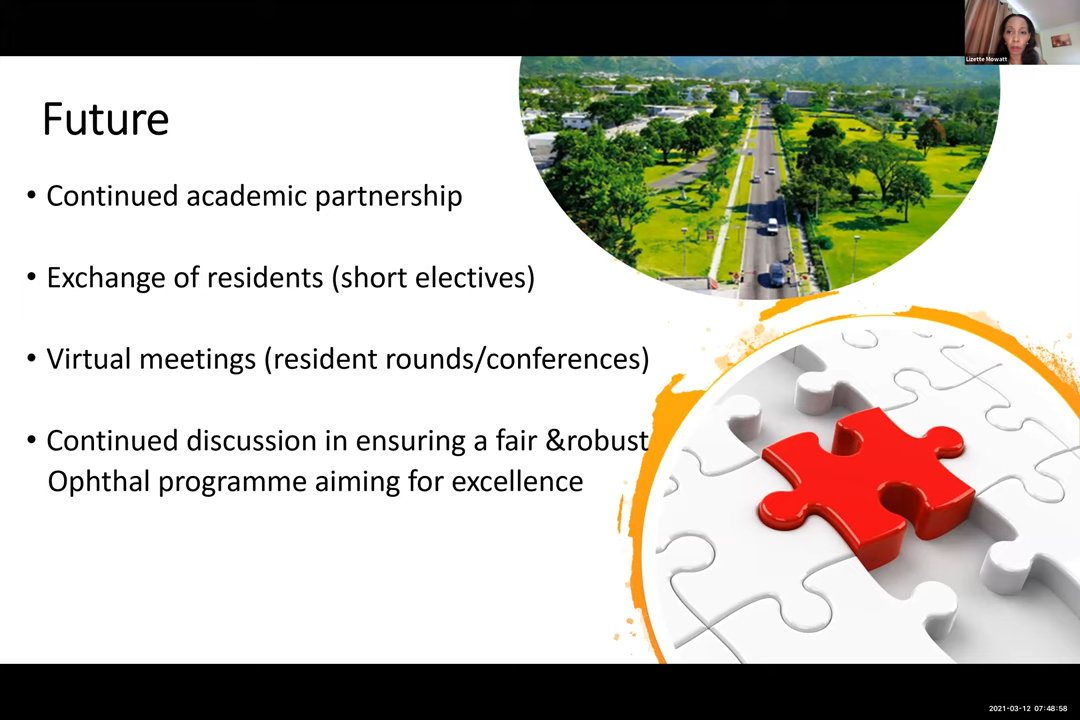 Lizette Mowatt
Future
• Continued academic partnership
• Exchange of residents (short electives)
• Virtual meetings (resident rounds/conferences)
• Continued discussion in ensuring a fair &robust
Ophthal programme aiming for excellence
2021-03-12 07:48:58